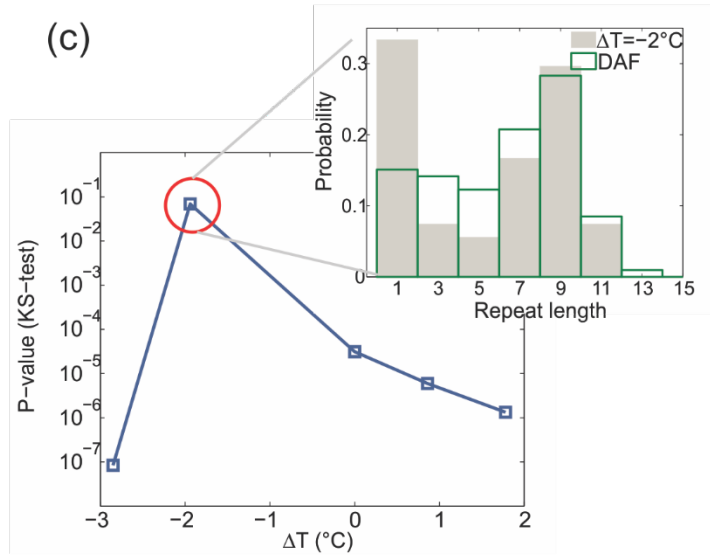 (c)
ΔT=−2°C
DAF
0.3
0.2
0.1
0
Probability
1 3 5 7 9 11 13 15
Repeat length
10⁻¹
10⁻²
10⁻³
10⁻⁴
10⁻⁵
10⁻⁶
10⁻⁷
P−value (KS−test)
−3 −2 −1 0 1 2
ΔT (°C)